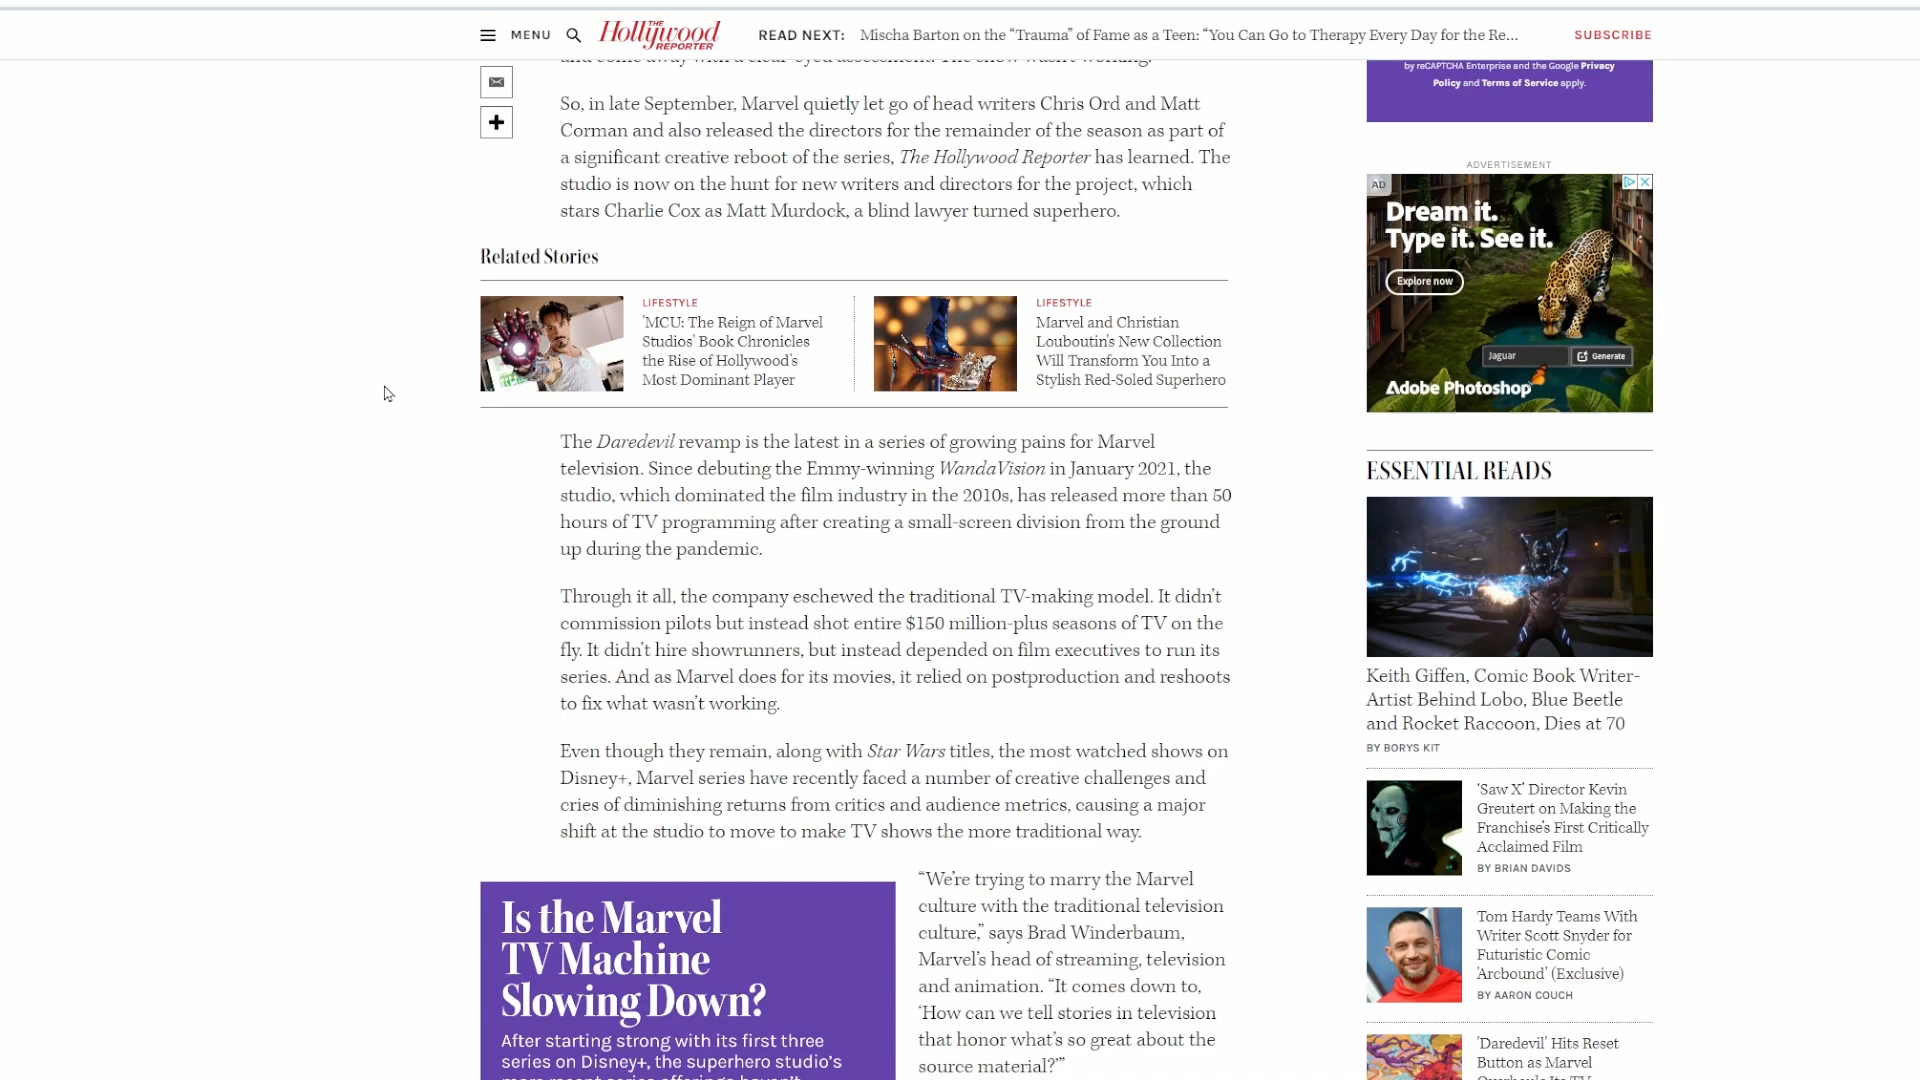 MENU
THE
Hollywood
REPORTER
READ NEXT: Mischa Barton on the “Trauma” of Fame as a Teen: “You Can Go to Therapy Every Day for the Re...
SUBSCRIBE
and come away with a clear-eyed assessment: The show wasn't working.
So, in late September, Marvel quietly let go of head writers Chris Ord and Matt
Corman and also released the directors for the remainder of the season as part of
a significant creative reboot of the series, The Hollywood Reporter has learned. The
studio is now on the hunt for new writers and directors for the project, which
stars Charlie Cox as Matt Murdock, a blind lawyer turned superhero.
Related Stories
LIFESTYLE
'MCU: The Reign of Marvel
Studios' Book Chronicles
the Rise of Hollywood's
Most Dominant Player
LIFESTYLE
Marvel and Christian
Louboutin's New Collection
Will Transform You Into a
Stylish Red-Soled Superhero
The Daredevil revamp is the latest in a series of growing pains for Marvel
television. Since debuting the Emmy-winning WandaVision in January 2021, the
studio, which dominated the film industry in the 2010s, has released more than 50
hours of TV programming after creating a small-screen division from the ground
up during the pandemic.
Through it all, the company eschewed the traditional TV-making model. It didn't
commission pilots but instead shot entire $150 million-plus seasons of TV on the
fly. It didn't hire showrunners, but instead depended on film executives to run its
series. And as Marvel does for its movies, it relied on postproduction and reshoots
to fix what wasn't working.
Even though they remain, along with Star Wars titles, the most watched shows on
Disney+, Marvel series have recently faced a number of creative challenges and
cries of diminishing returns from critics and audience metrics, causing a major
shift at the studio to move to make TV shows the more traditional way.
Is the Marvel
TV Machine
Slowing Down?
After starting strong with its first three
series on Disney+, the superhero studio's
more recent series offerings haven't
“We're trying to marry the Marvel
culture with the traditional television
culture,” says Brad Winderbaum,
Marvel's head of streaming, television
and animation. “It comes down to,
‘How can we tell stories in television
that honor what's so great about the
source material?’”
by reCAPTCHA Enterprise and the Google Privacy
Policy and Terms of Service apply.
ADVERTISEMENT
AD
Dream it.
Type it. See it.
Explore now
Jaguar
Generate
Adobe Photoshop
ESSENTIAL READS
Keith Giffen, Comic Book Writer-
Artist Behind Lobo, Blue Beetle
and Rocket Raccoon, Dies at 70
BY BORYS KIT
‘Saw X’ Director Kevin
Greutert on Making the
Franchise's First Critically
Acclaimed Film
BY BRIAN DAVIDS
Tom Hardy Teams With
Writer Scott Snyder for
Futuristic Comic
'Arcbound' (Exclusive)
BY AARON COUCH
'Daredevil' Hits Reset
Button as Marvel
Overhauls Its TV